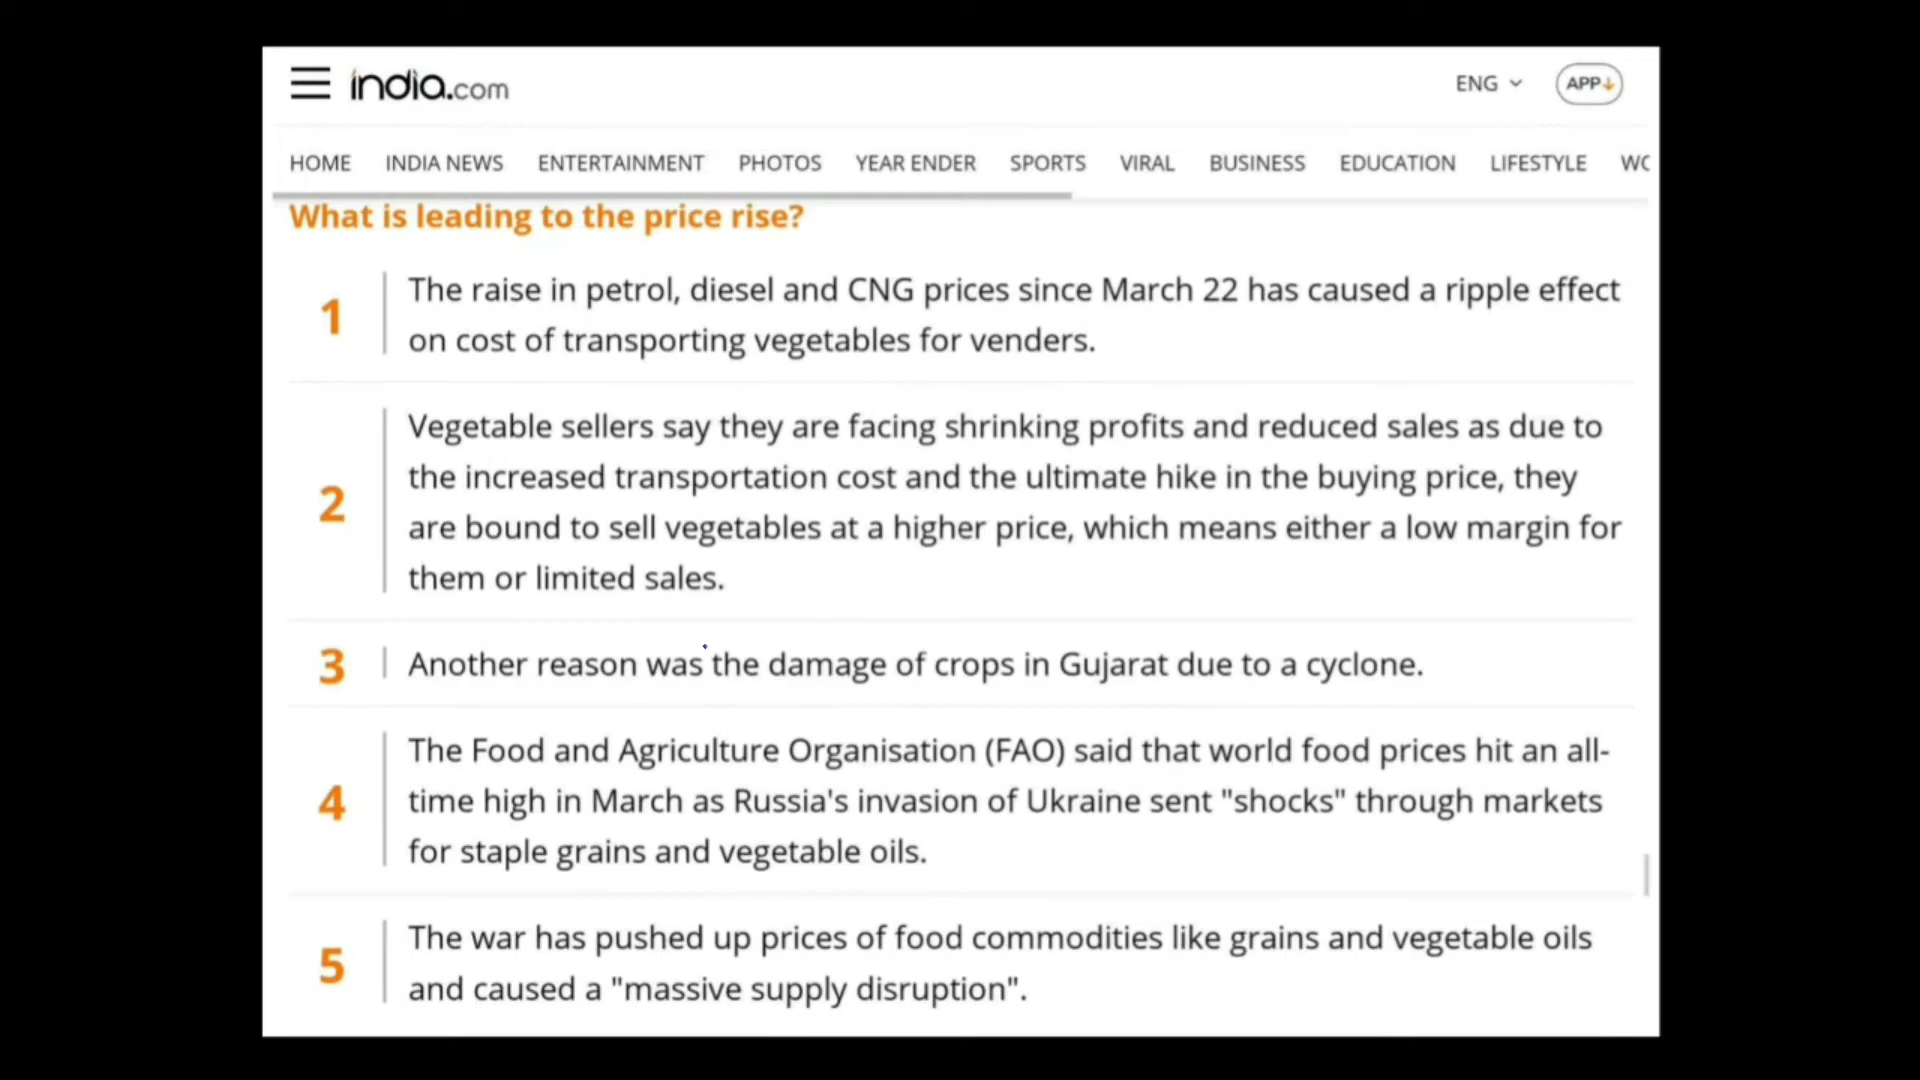 india.com
ENG
APP
HOME INDIA NEWS ENTERTAINMENT PHOTOS YEAR ENDER SPORTS VIRAL BUSINESS EDUCATION LIFESTYLE WO
What is leading to the price rise?
1
The raise in petrol, diesel and CNG prices since March 22 has caused a ripple effect
on cost of transporting vegetables for venders.
2
Vegetable sellers say they are facing shrinking profits and reduced sales as due to
the increased transportation cost and the ultimate hike in the buying price, they
are bound to sell vegetables at a higher price, which means either a low margin for
them or limited sales.
3
Another reason was the damage of crops in Gujarat due to a cyclone.
4
The Food and Agriculture Organisation (FAO) said that world food prices hit an all-
time high in March as Russia's invasion of Ukraine sent "shocks" through markets
for staple grains and vegetable oils.
5
The war has pushed up prices of food commodities like grains and vegetable oils
and caused a "massive supply disruption".